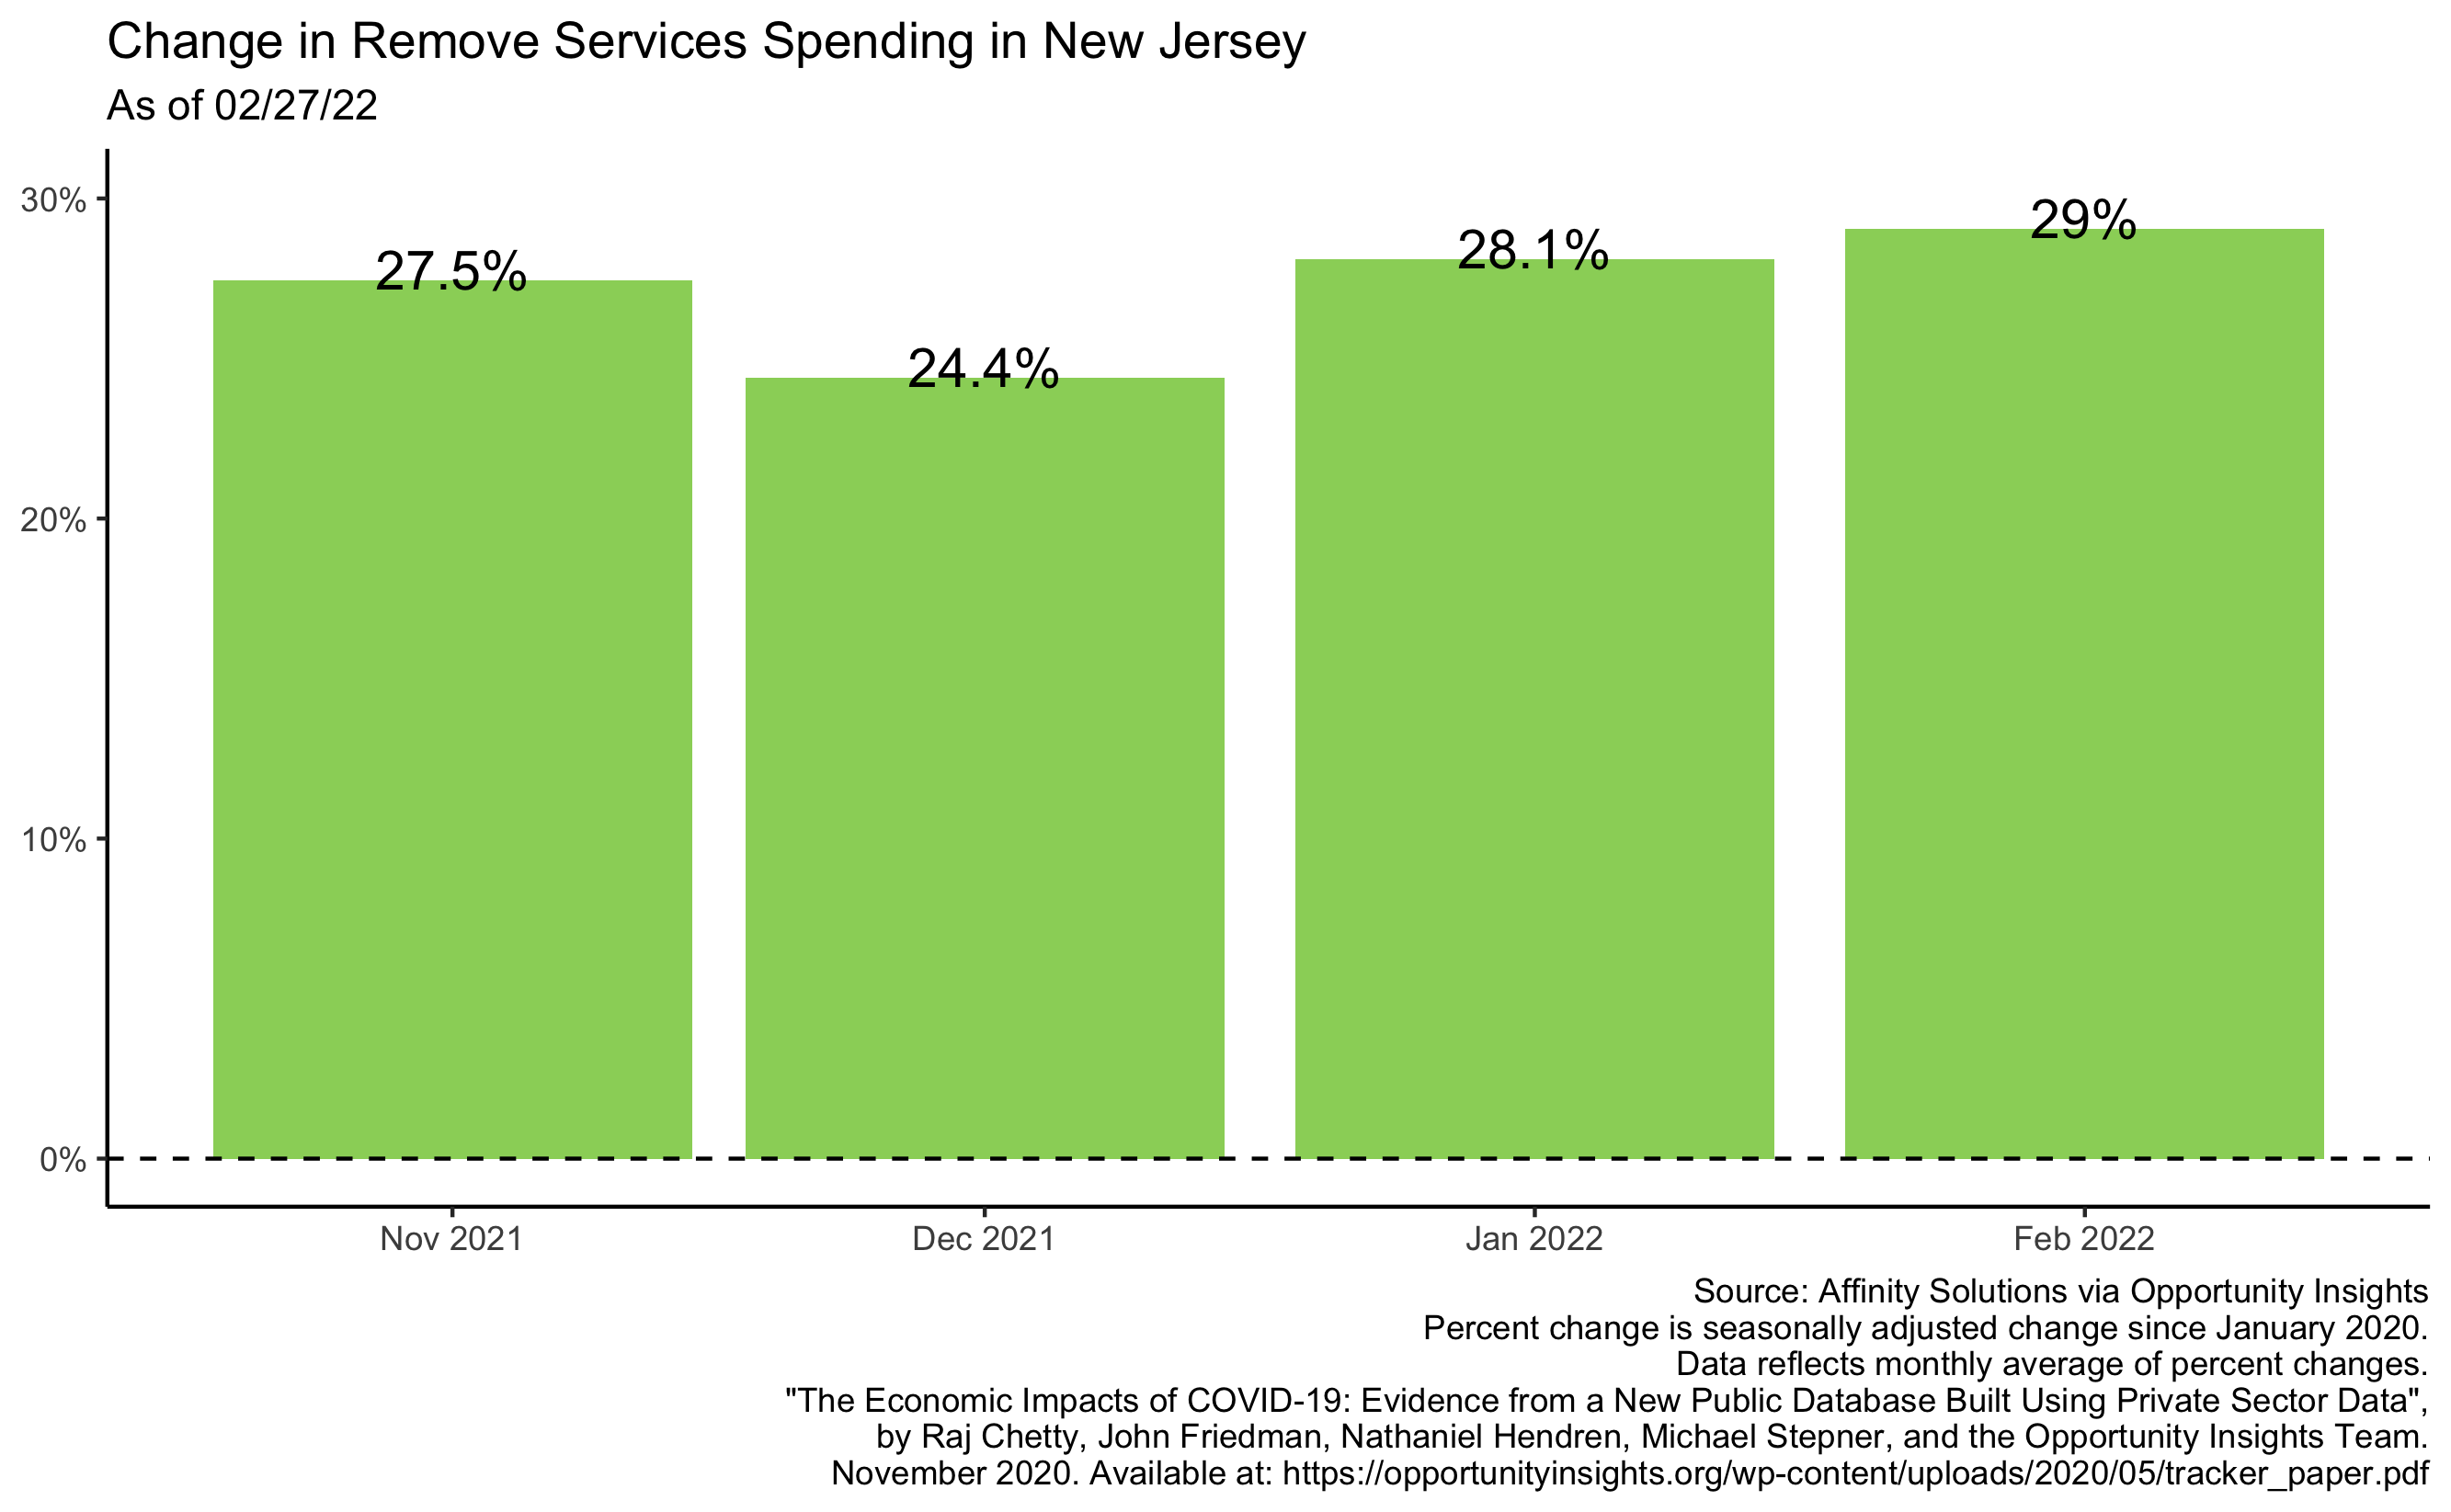 Change in Remove Services Spending in New Jersey
As of 02/27/22
30%
20%
10%
0%
27.5%
24.4%
28.1%
29%
Nov 2021
Dec 2021
Jan 2022
Feb 2022
Source: Affinity Solutions via Opportunity Insights
Percent change is seasonally adjusted change since January 2020.
Data reflects monthly average of percent changes.
"The Economic Impacts of COVID-19: Evidence from a New Public Database Built Using Private Sector Data",
by Raj Chetty, John Friedman, Nathaniel Hendren, Michael Stepner, and the Opportunity Insights Team.
November 2020. Available at: https://opportunityinsights.org/wp-content/uploads/2020/05/tracker_paper.pdf